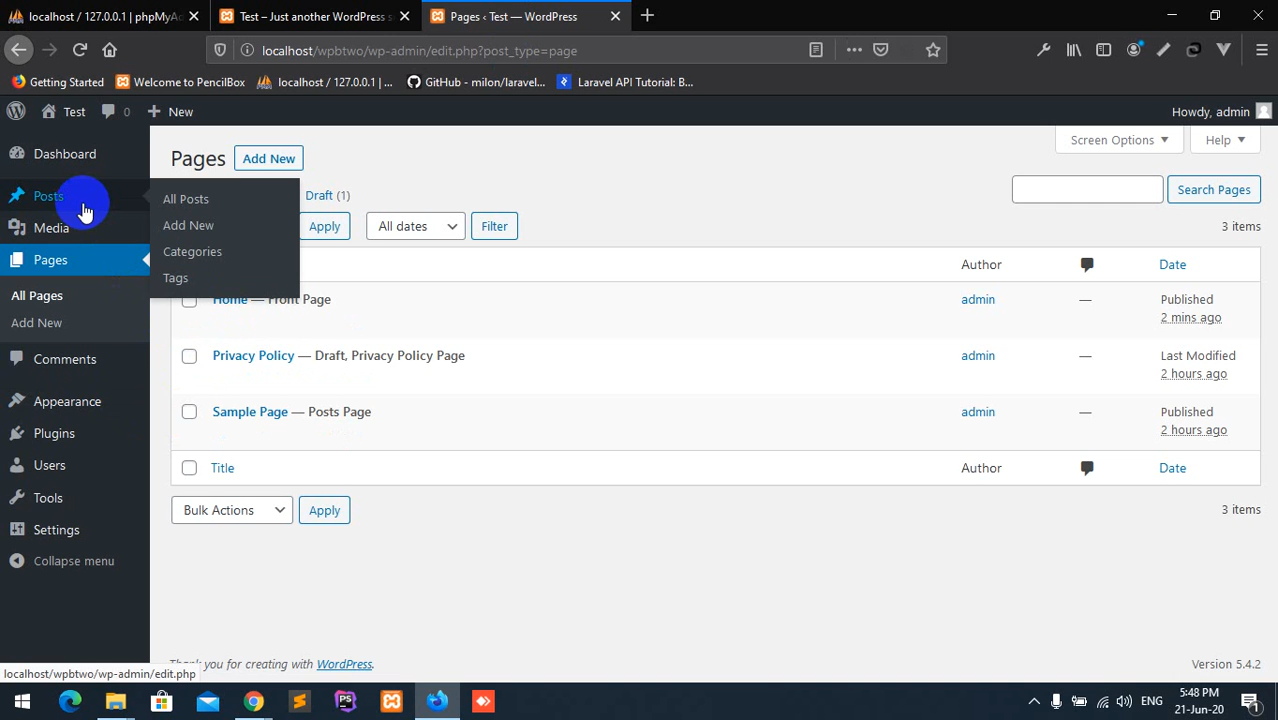 localhost / 127.0.0.1 | phpMyAd
Test – Just another WordPress s
Pages ‹ Test — WordPress
localhost/wpbtwo/wp-admin/edit.php?post_type=page
Getting Started
Welcome to PencilBox
localhost / 127.0.0.1 | ...
GitHub - milon/laravel...
Laravel API Tutorial: B...
Test
0
New
Howdy, admin
Dashboard
Posts
Media
Pages
All Pages
Add New
Comments
Appearance
Plugins
Users
Tools
Settings
Collapse menu
All Posts
Add New
Categories
Tags
Pages
Add New
Screen Options
Help
Draft (1)
Search Pages
Apply
All dates
Filter
3 items
Author
Date
Home — Front Page
admin
—
Published
2 mins ago
Privacy Policy — Draft, Privacy Policy Page
admin
—
Last Modified
2 hours ago
Sample Page — Posts Page
admin
—
Published
2 hours ago
Title
Author
Date
Bulk Actions
Apply
3 items
Thank you for creating with WordPress.
Version 5.4.2
localhost/wpbtwo/wp-admin/edit.php
ENG
5:48 PM
21-Jun-20
1